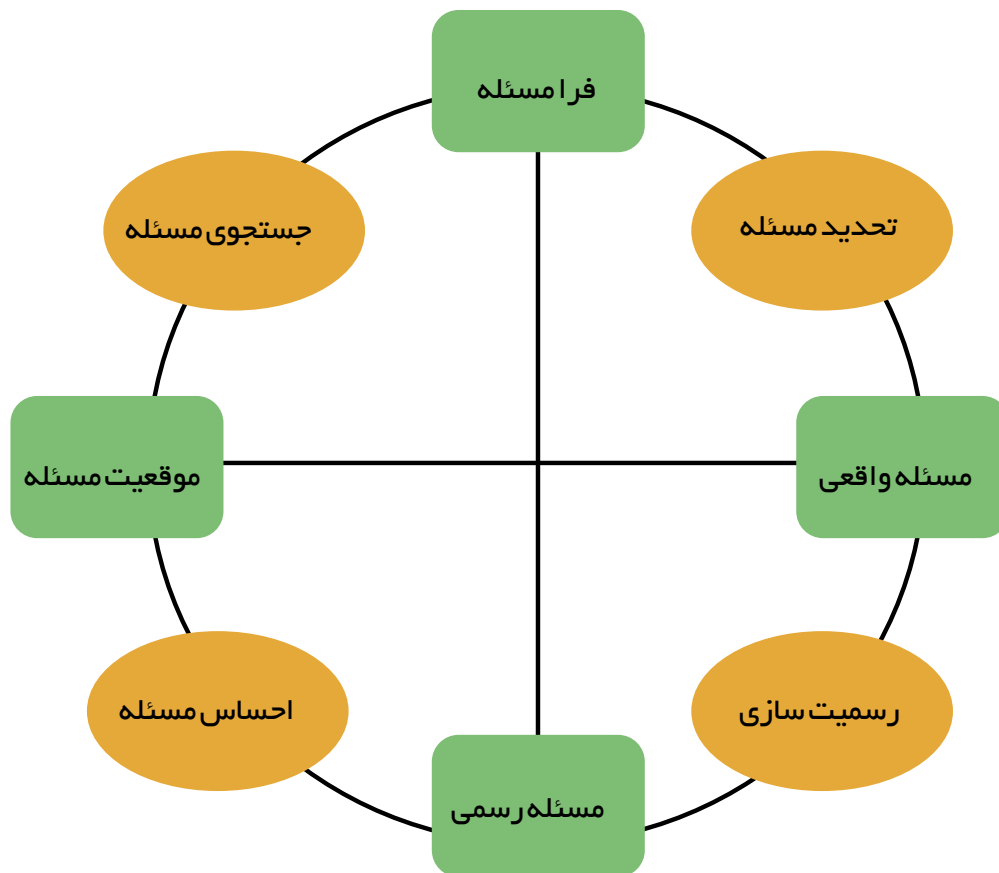 فرا مسئله
تحدید مسئله
جستجوی مسئله
مسئله واقعی
موقعیت مسئله
رسمیت سازی
احساس مسئله
مسئله رسمی